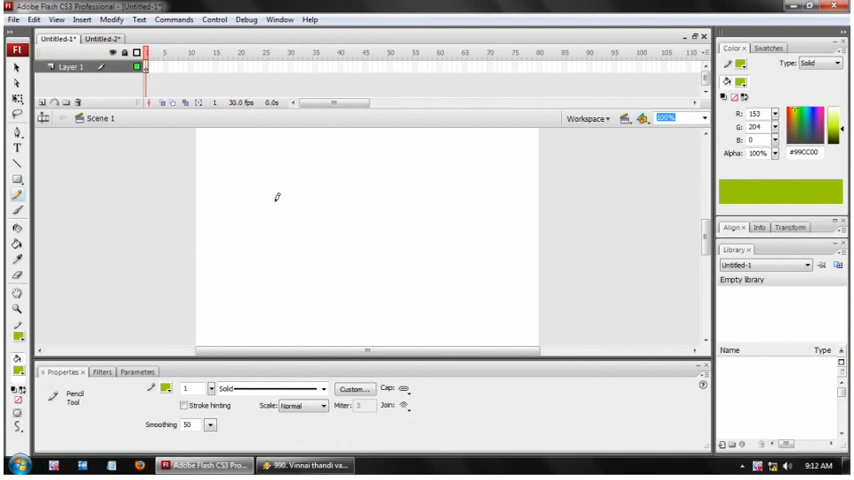 Adobe Flash CS3 Professional - [Untitled-1*]
File Edit View Insert Modify Text Commands Control Debug Window Help
Untitled-1* Untitled-2*
5 10 15 20 25 30 35 40 45 50 55 60 65 70 75 80 85 90 95 100 105 110
Layer 1
1 30.0 fps 0.0s
Scene 1 Workspace 100%
Color Swatches
Type: Solid
R: 153
G: 204
B: 0
Alpha: 100% #99CC00
Align Info Transform
Library
Untitled-1
Empty library
Name Type
Properties Filters Parameters
Pencil
Tool
1 Solid Custom... Cap:
Stroke hinting Scale: Normal Miter: 3 Join:
Smoothing 50
Adobe Flash CS3 Pro... 990. Vinnai thandi va... 9:12 AM